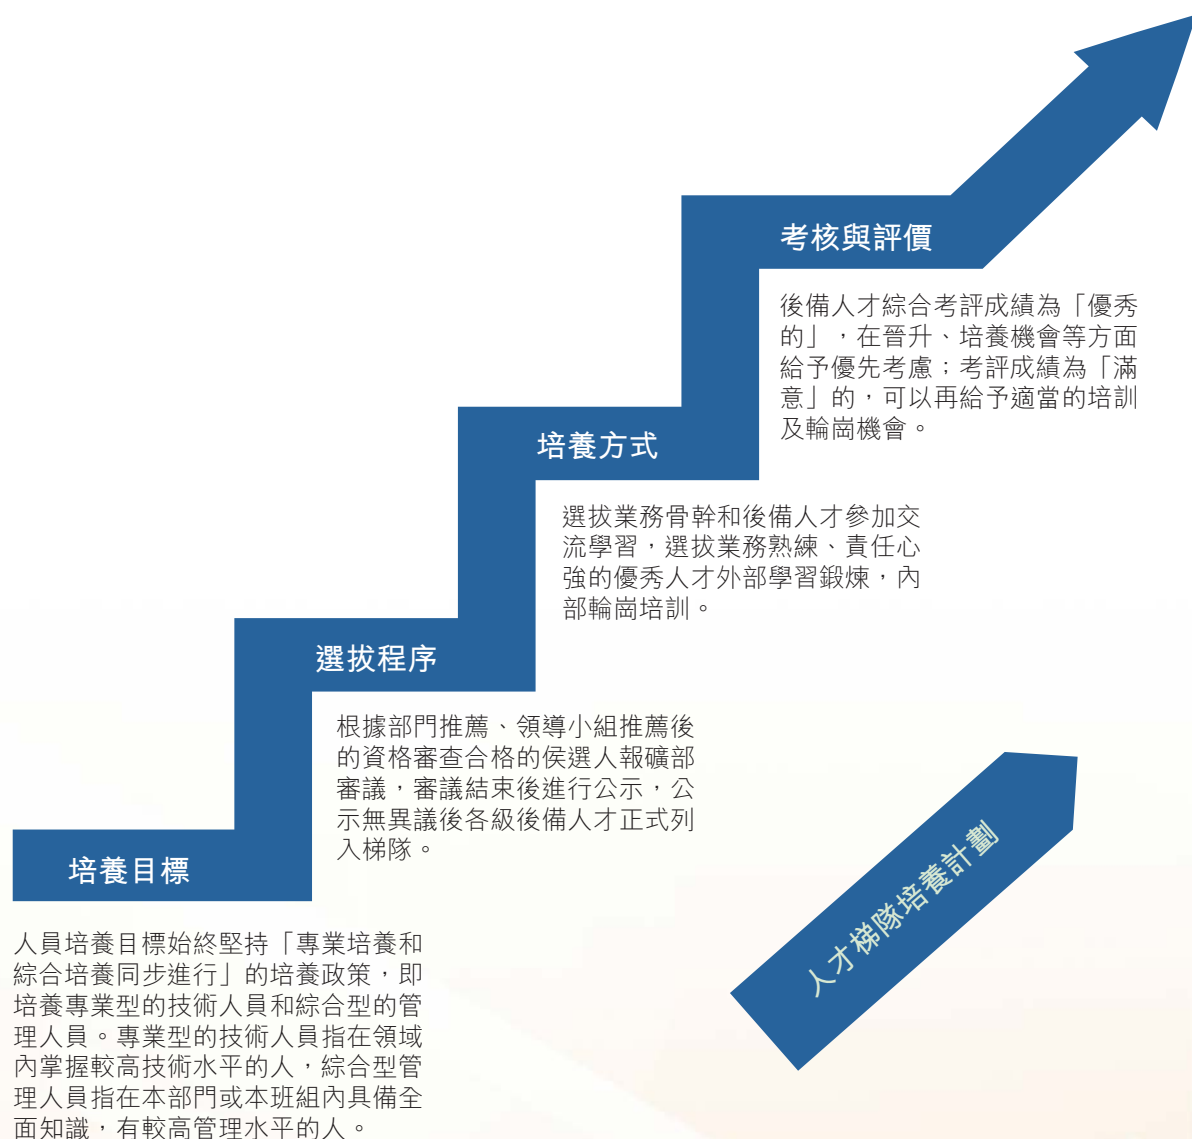 考核與評價
後備人才綜合考評成績為「優秀
的」，在晉升、培養機會等方面
給予優先考慮；考評成績為「滿
意」的，可以再給予適當的培訓
及輪崗機會。
培養方式
選拔業務骨幹和後備人才參加交
流學習，選拔業務熟練、責任心
強的優秀人才外部學習鍛煉，內
部輪崗培訓。
選拔程序
根據部門推薦、領導小組推薦後
的資格審查合格的侯選人報礦部
審議，審議結束後進行公示，公
示無異議後各級後備人才正式列
入梯隊。
培養目標
人員培養目標始終堅持「專業培養和
綜合培養同步進行」的培養政策，即
培養專業型的技術人員和綜合型的管
理人員。專業型的技術人員指在領域
內掌握較高技術水平的人，綜合型管
理人員指在本部門或本班組內具備全
面知識，有較高管理水平的人。
人才梯隊培養計劃